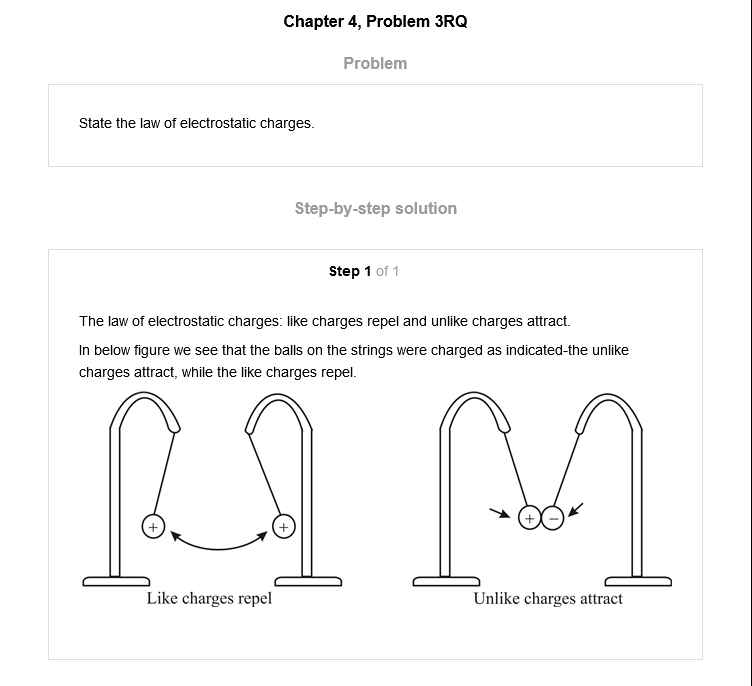 Chapter 4, Problem 3RQ
Problem
State the law of electrostatic charges.
Step-by-step solution
Step 1 of 1
The law of electrostatic charges: like charges repel and unlike charges attract.
In below figure we see that the balls on the strings were charged as indicated-the unlike
charges attract, while the like charges repel.
+ +
+ −
Like charges repel
Unlike charges attract